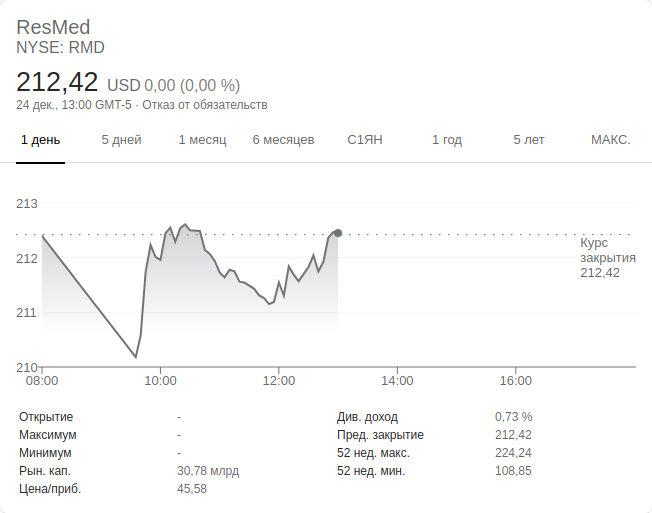 ResMed
NYSE: RMD
212,42 USD 0,00 (0,00 %)
24 дек., 13:00 GMT-5 · Отказ от обязательств
1 день 5 дней 1 месяц 6 месяцев С1ЯН 1 год 5 лет МАКС.
213
212
211
210
Курс
закрытия
212,42
08:00 10:00 12:00 14:00 16:00
Открытие - Див. доход 0,73 %
Максимум - Пред. закрытие 212,42
Минимум - 52 нед. макс. 224,24
Рын. кап. 30,78 млрд 52 нед. мин. 108,85
Цена/приб. 45,58